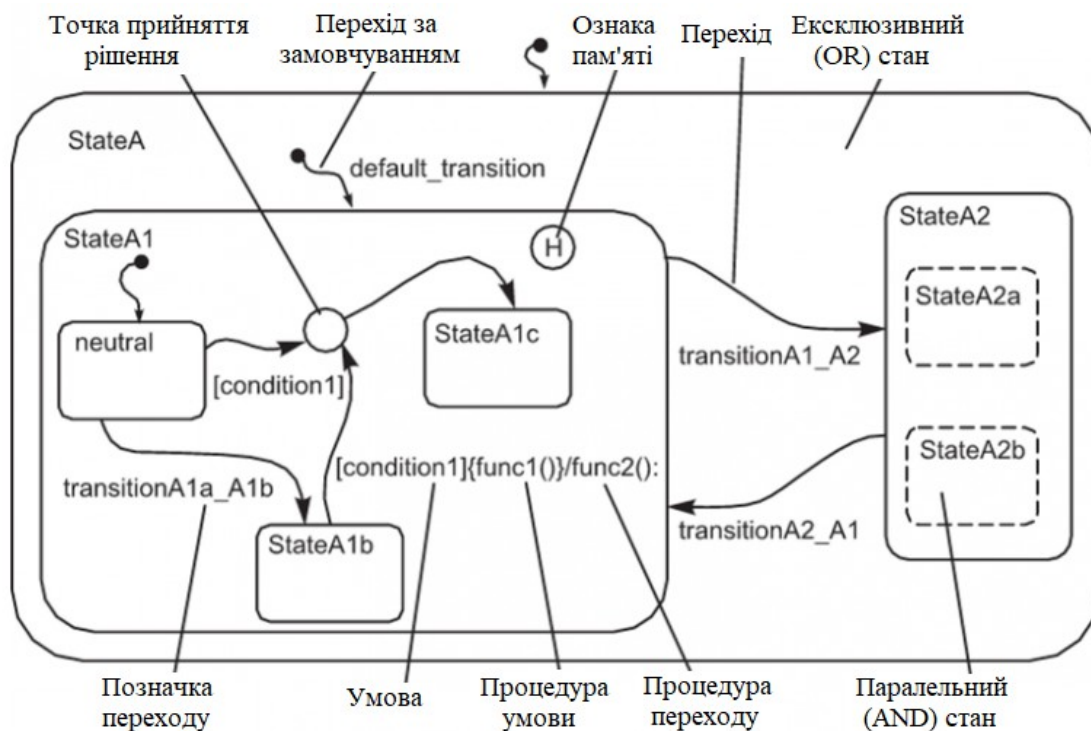 Точка прийняття
рішення
Перехід за
замовчуванням
Ознака
пам'яті
Перехід
Ексклюзивний
(OR) стан
StateA
default_transition
StateA1
H
StateA2
StateA2a
neutral
StateA1c
[condition1]
transitionA1_A2
StateA2b
[condition1]{func1()}/func2():
transitionA1a_A1b
transitionA2_A1
StateA1b
Позначка
переходу
Умова
Процедура
умови
Процедура
переходу
Паралельний
(AND) стан